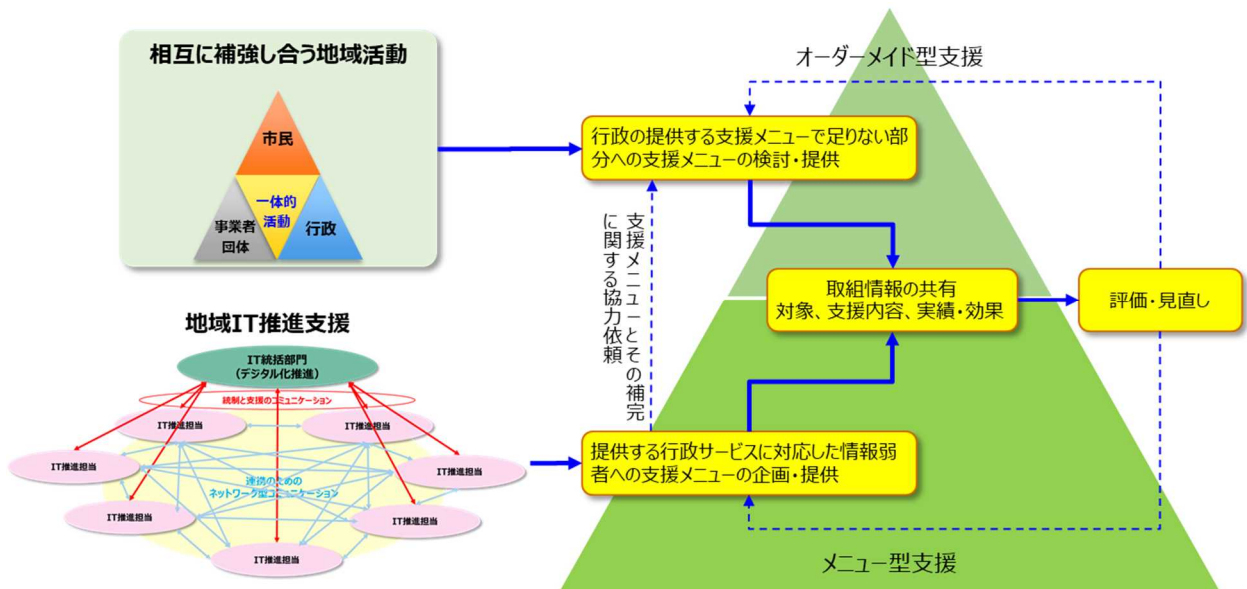 相互に補強し合う地域活動
市民
一体的
活動
事業者
団体
行政
地域IT推進支援
IT統括部門
(デジタル化推進)
統制と支援のコミュニケーション
IT推進担当
IT推進担当
IT推進担当
IT推進担当
連携のための
ネットワーク型コミュニケーション
IT推進担当
IT推進担当
IT推進担当
オーダーメイド型支援
行政の提供する支援メニューで足りない部
分への支援メニューの検討・提供
支援メニューとその補完
に関する協力依頼
取組情報の共有
対象、支援内容、実績・効果
評価・見直し
提供する行政サービスに対応した情報弱
者への支援メニューの企画・提供
メニュー型支援